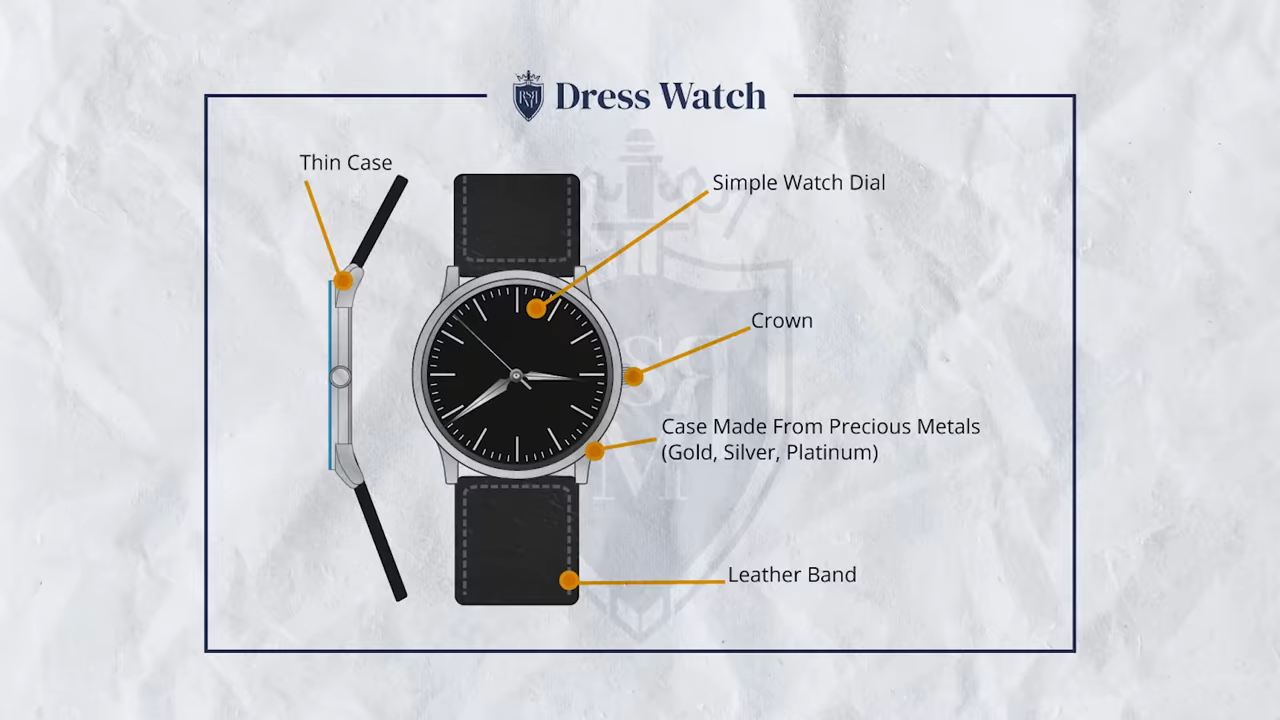 Dress Watch
Thin Case
Simple Watch Dial
Crown
Case Made From Precious Metals
(Gold, Silver, Platinum)
Leather Band